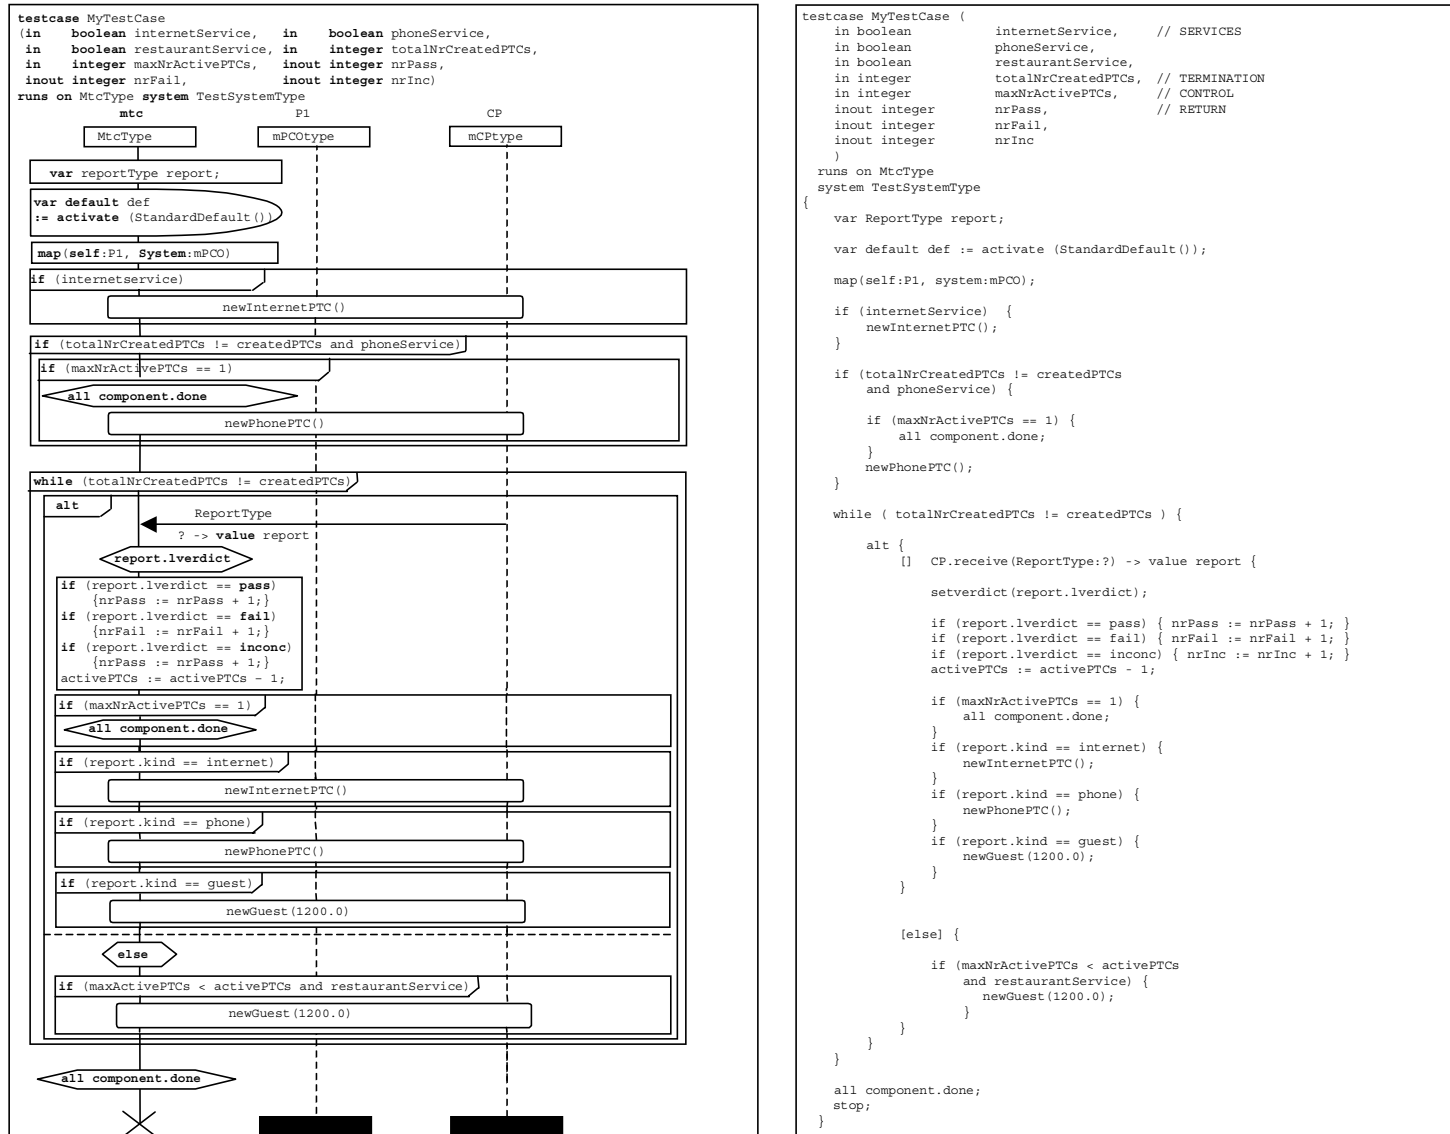 testcase MyTestCase
(in boolean internetService, in boolean phoneService,
in boolean restaurantService, in integer totalNrCreatedPTCs,
in integer maxNrActivePTCs, inout integer nrPass,
inout integer nrFail, inout integer nrInc)
runs on MtcType system TestSystemType
mtc P1 CP
MtcType mPCOtype mCPtype
var reportType report;
var default def
:= activate (StandardDefault())
map(self:P1, System:mPCO)
if (internetservice)
newInternetPTC()
if (totalNrCreatedPTCs != createdPTCs and phoneService)
if (maxNrActivePTCs == 1)
all component.done
newPhonePTC()
while (totalNrCreatedPTCs != createdPTCs)
alt
ReportType
? -> value report
report.lverdict
if (report.lverdict == pass)
{nrPass := nrPass + 1;}
if (report.lverdict == fail)
{nrFail := nrFail + 1;}
if (report.lverdict == inconc)
{nrPass := nrPass + 1;}
activePTCs := activePTCs - 1;
if (maxNrActivePTCs == 1)
all component.done
if (report.kind == internet)
newInternetPTC()
if (report.kind == phone)
newPhonePTC()
if (report.kind == guest)
newGuest(1200.0)
else
if (maxActivePTCs < activePTCs and restaurantService)
newGuest(1200.0)
all component.done
testcase MyTestCase (
in boolean internetService, // SERVICES
in boolean phoneService,
in boolean restaurantService,
in integer totalNrCreatedPTCs, // TERMINATION
in integer maxNrActivePTCs, // CONTROL
inout integer nrPass, // RETURN
inout integer nrFail,
inout integer nrInc
)
runs on MtcType
system TestSystemType
{
var ReportType report;
var default def := activate (StandardDefault());
map(self:P1, system:mPCO);
if (internetService) {
newInternetPTC();
}
if (totalNrCreatedPTCs != createdPTCs
and phoneService) {
if (maxNrActivePTCs == 1) {
all component.done;
}
newPhonePTC();
}
while ( totalNrCreatedPTCs != createdPTCs ) {
alt {
[] CP.receive(ReportType:?) -> value report {
setverdict(report.lverdict);
if (report.lverdict == pass) { nrPass := nrPass + 1; }
if (report.lverdict == fail) { nrFail := nrFail + 1; }
if (report.lverdict == inconc) { nrInc := nrInc + 1; }
activePTCs := activePTCs - 1;
if (maxNrActivePTCs == 1) {
all component.done;
}
if (report.kind == internet) {
newInternetPTC();
}
if (report.kind == phone) {
newPhonePTC();
}
if (report.kind == guest) {
newGuest(1200.0);
}
}
[else] {
if (maxNrActivePTCs < activePTCs
and restaurantService) {
newGuest(1200.0);
}
}
}
}
all component.done;
stop;
}